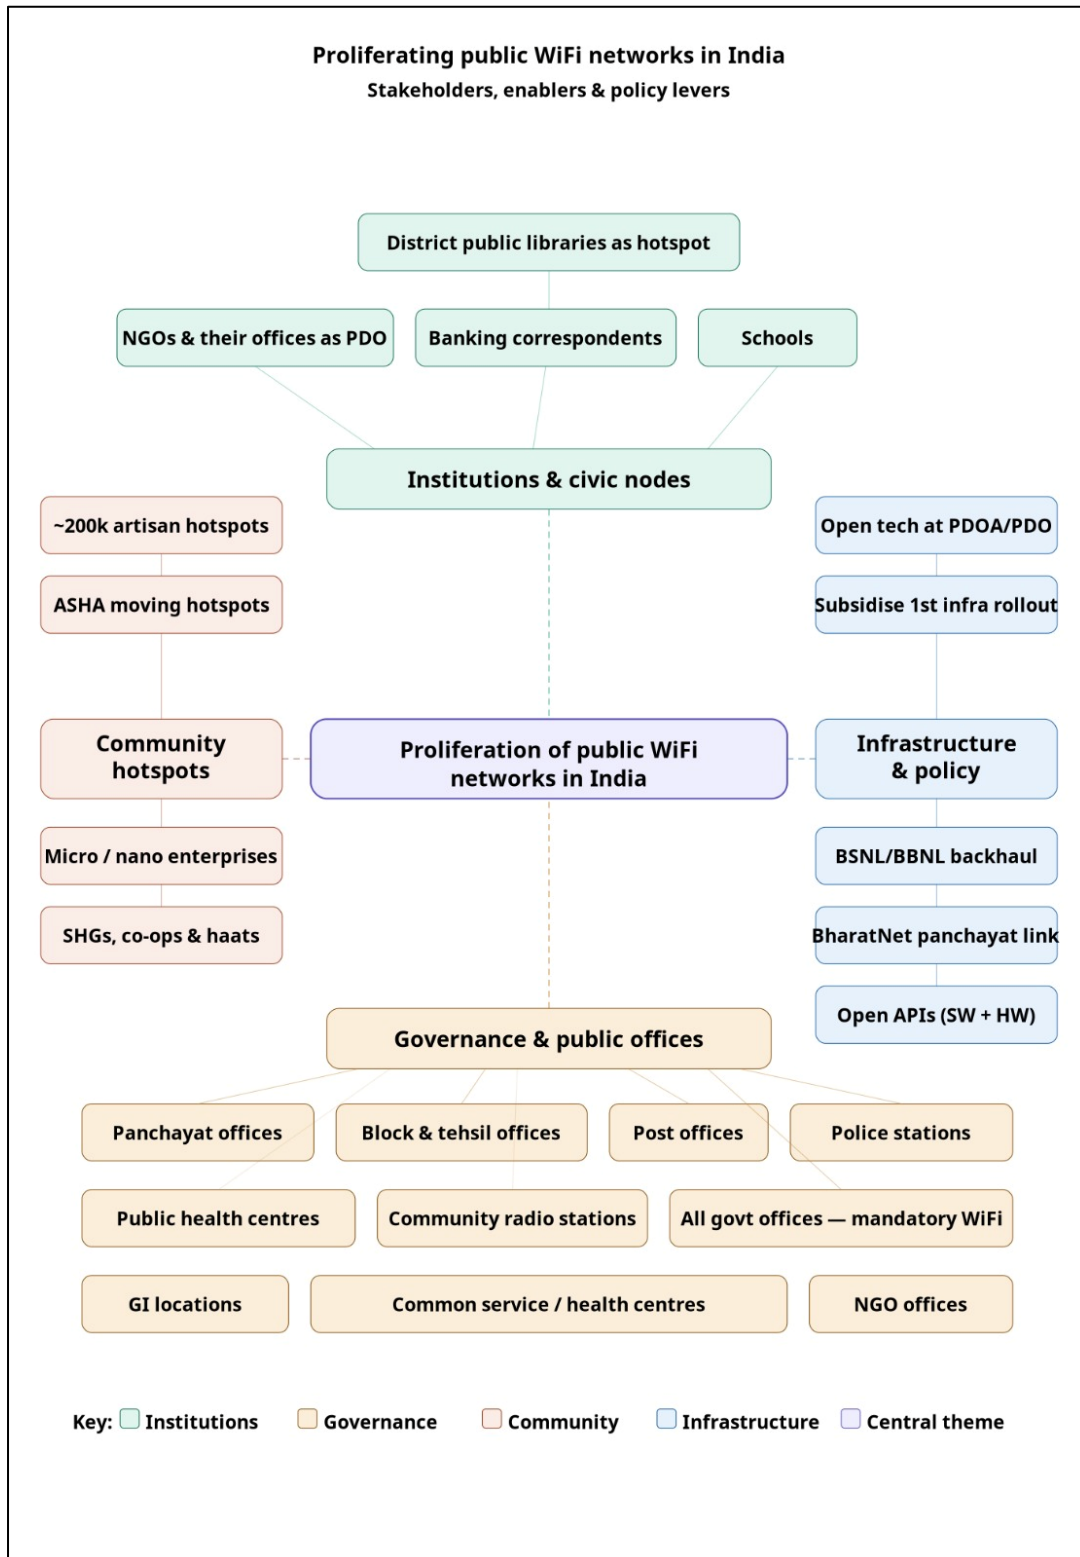 Proliferating public WiFi networks in India
Stakeholders, enablers & policy levers
District public libraries as hotspot
NGOs & their offices as PDO
Banking correspondents
Schools
Institutions & civic nodes
~200k artisan hotspots
ASHA moving hotspots
Community
hotspots
Micro / nano enterprises
SHGs, co-ops & haats
Proliferation of public WiFi
networks in India
Open tech at PDOA/PDO
Subsidise 1st infra rollout
Infrastructure
& policy
BSNL/BBNL backhaul
BharatNet panchayat link
Open APIs (SW + HW)
Governance & public offices
Panchayat offices
Block & tehsil offices
Post offices
Police stations
Public health centres
Community radio stations
All govt offices — mandatory WiFi
GI locations
Common service / health centres
NGO offices
Key: Institutions Governance Community Infrastructure Central theme